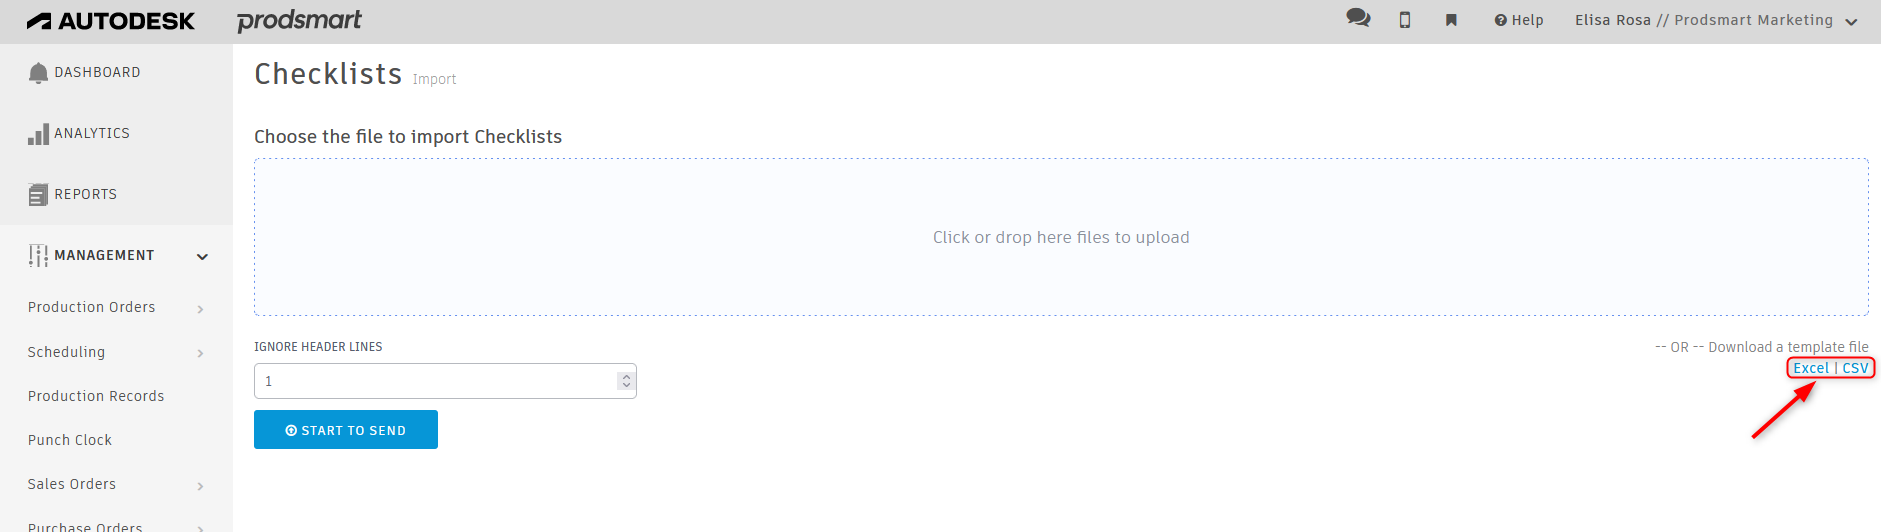 AUTODESK prodsmart
Help Elisa Rosa // Prodsmart Marketing
DASHBOARD
ANALYTICS
REPORTS
MANAGEMENT
Production Orders
Scheduling
Production Records
Punch Clock
Sales Orders
Purchase Orders
Checklists Import
Choose the file to import Checklists
Click or drop here files to upload
IGNORE HEADER LINES
1
START TO SEND
-- OR -- Download a template file
Excel | CSV